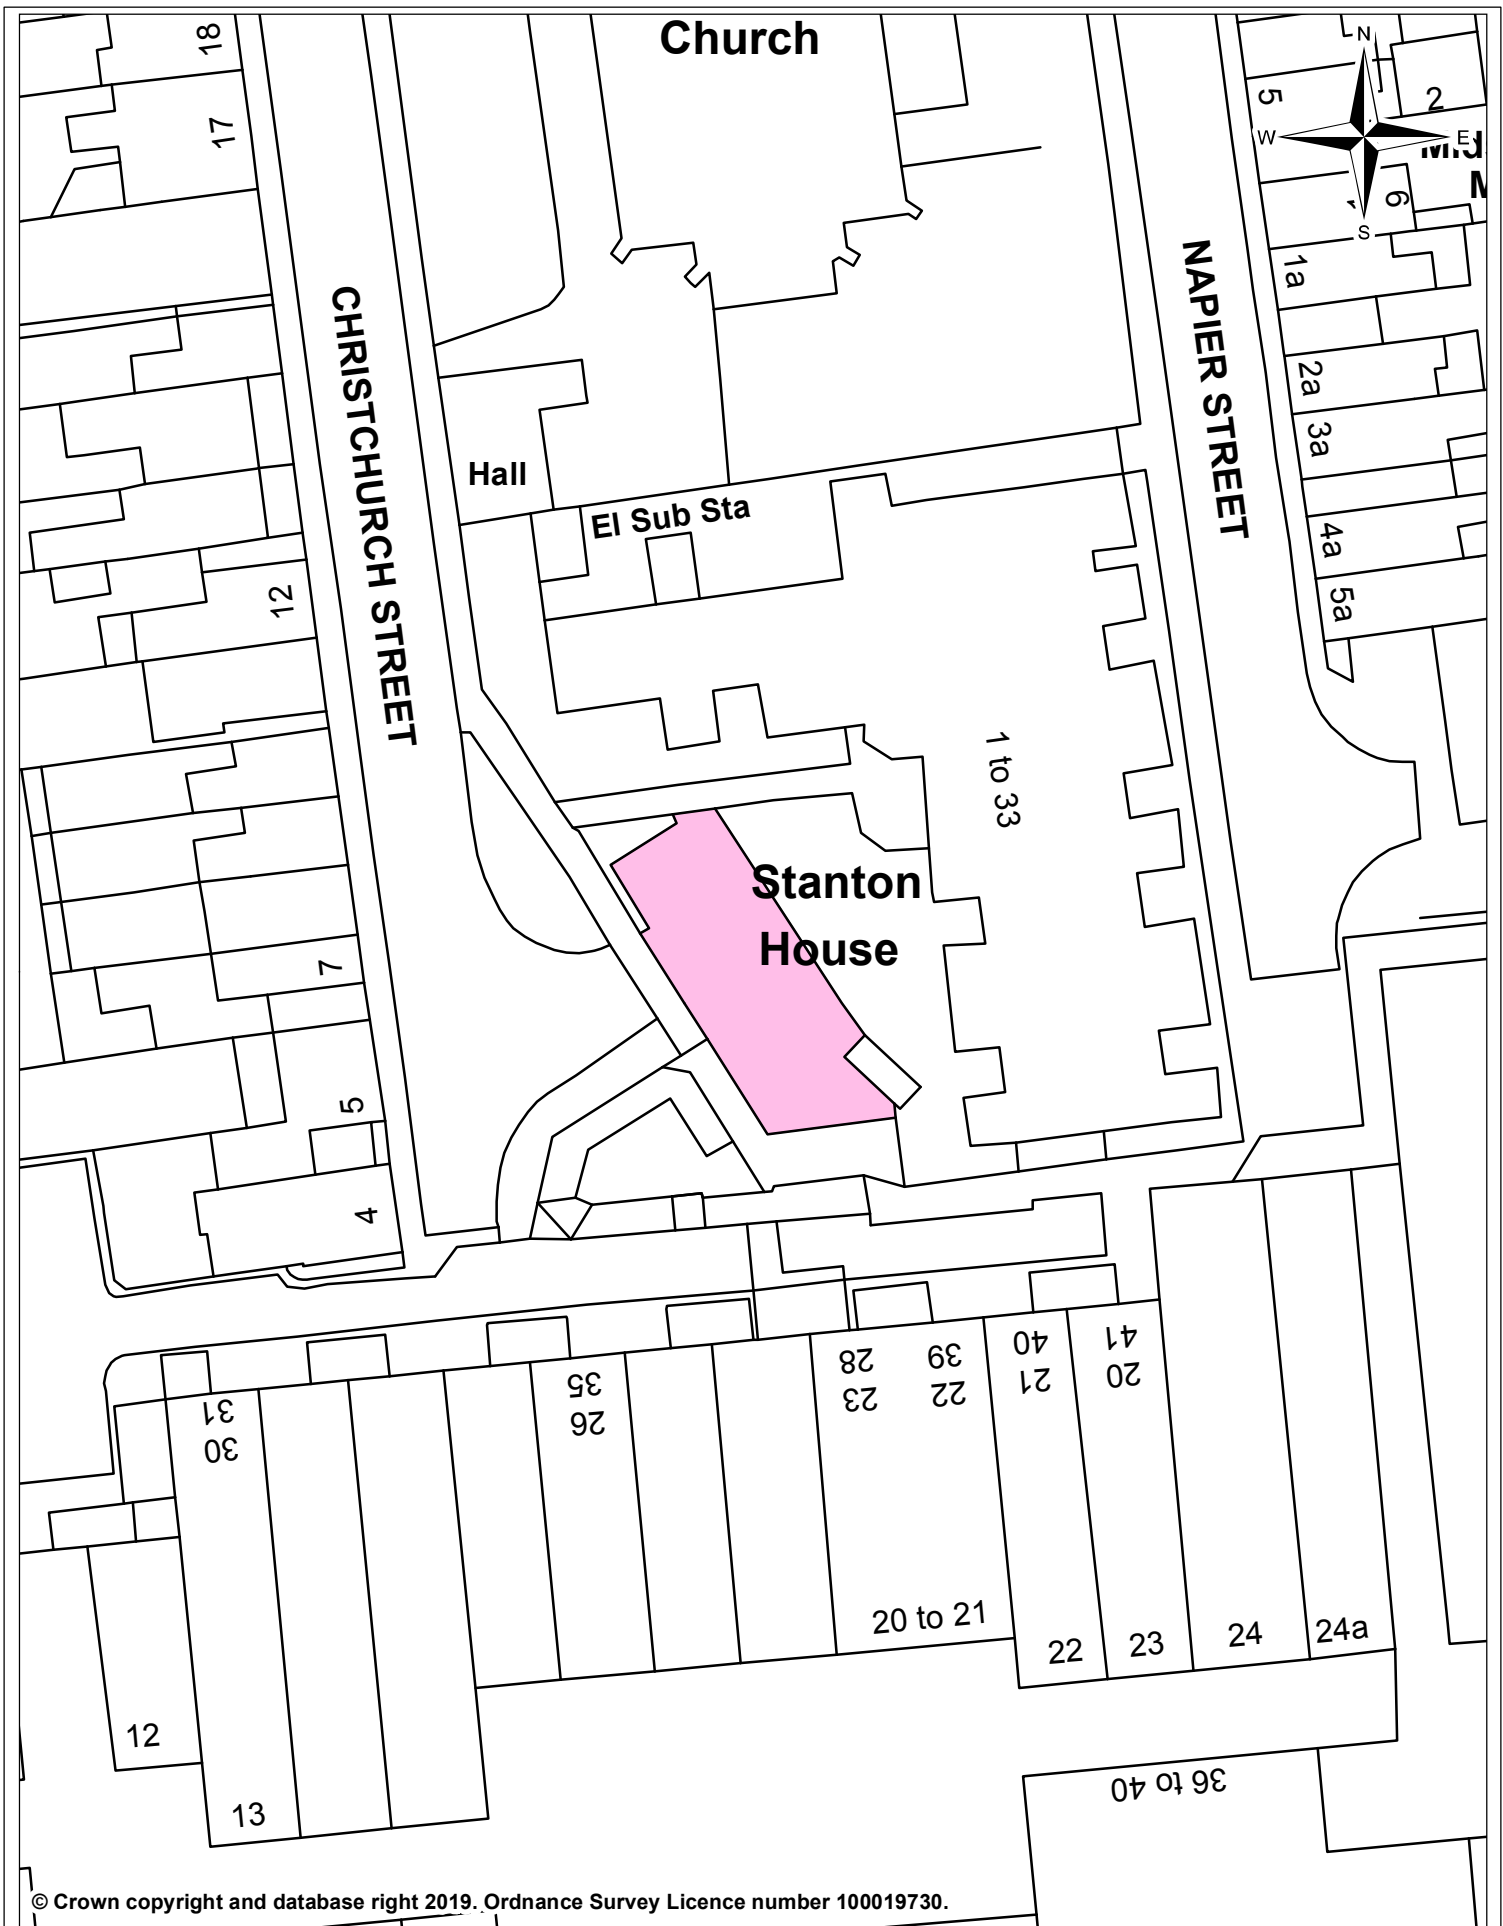 Church
18
17
N
W
E
S
5
2
6
CHRISTCHURCH STREET
NAPIER STREET
1a
2a
3a
4a
5a
Hall
El Sub Sta
12
1 to 33
Stanton
House
7
5
4
31
30
35
26
28
23
39
22
40
21
41
20
20 to 21
22
23
24
24a
12
13
36 to 40
© Crown copyright and database right 2019. Ordnance Survey Licence number 100019730.